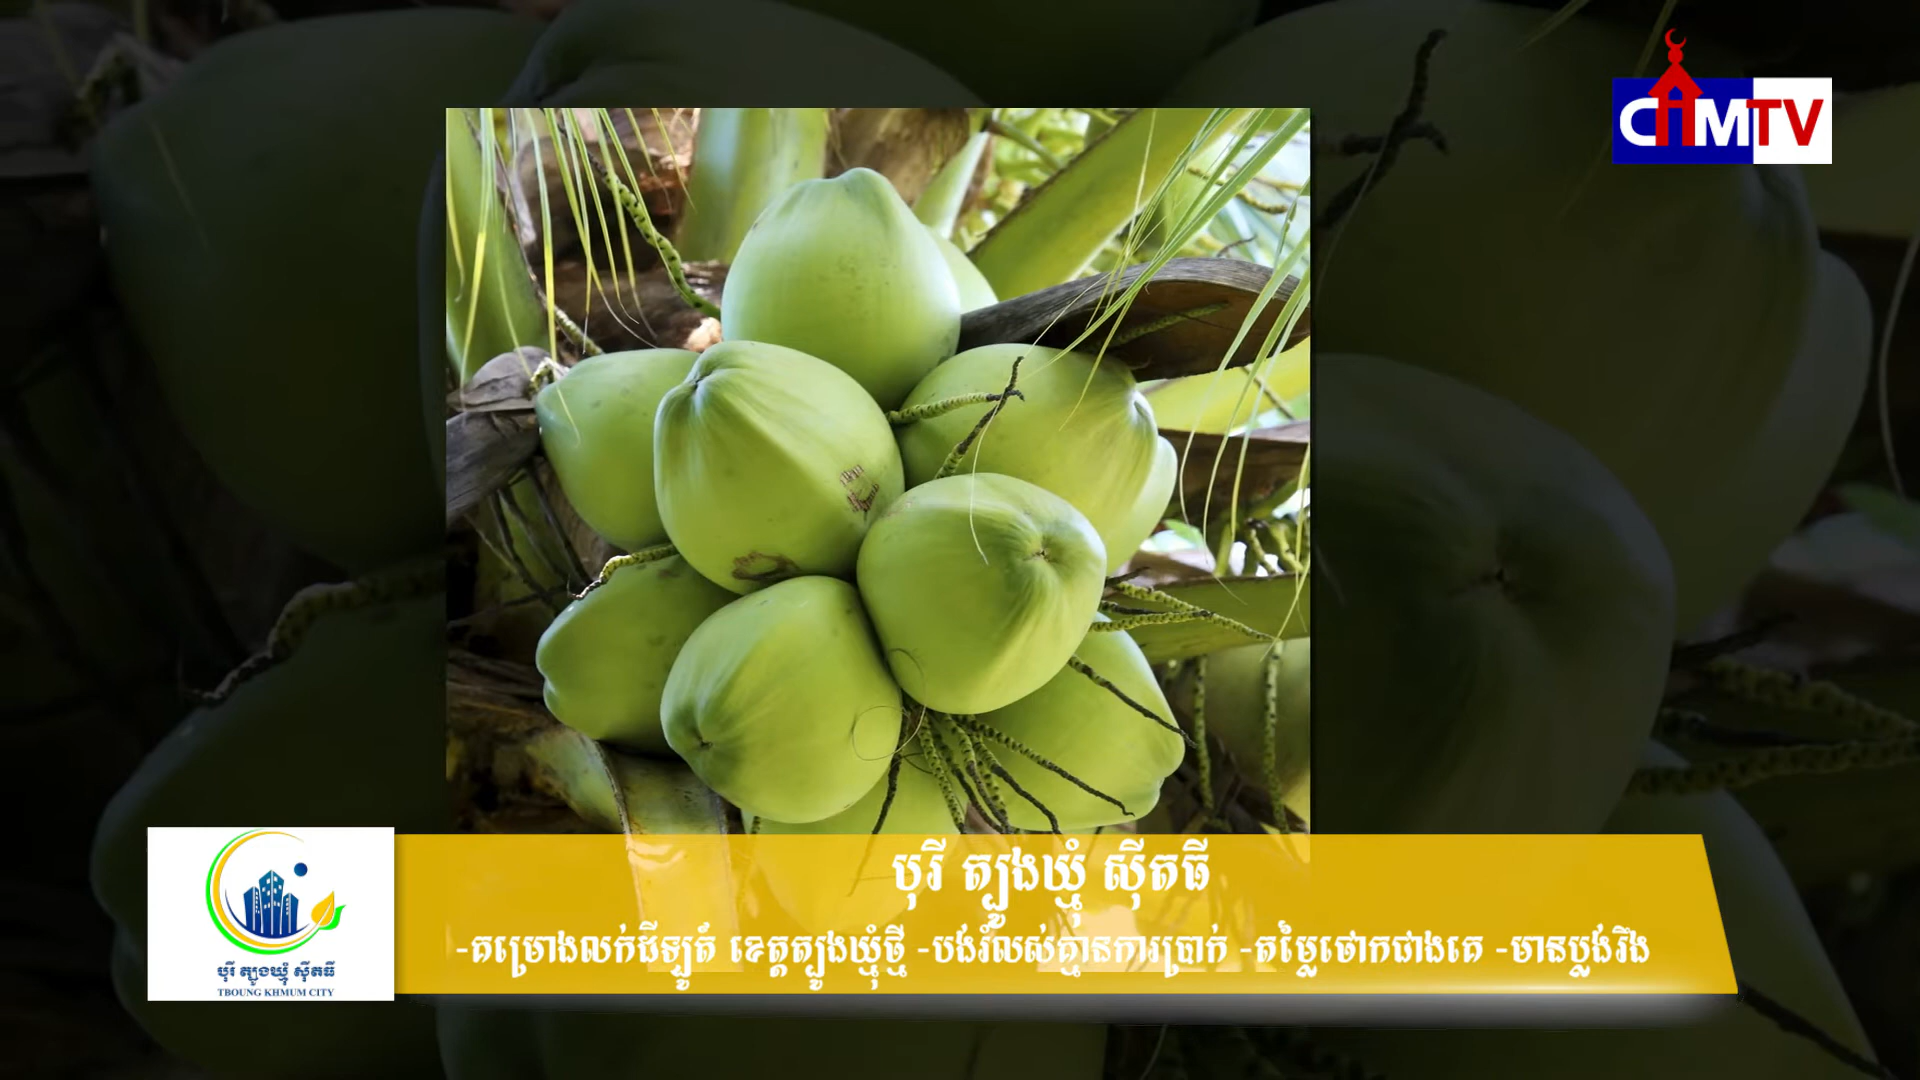 CAMTV
បុរី ត្បូងឃ្មុំ ស៊ីតធី
-គម្រោងលក់ដីឡូត៍ ខេត្តត្បូងឃ្មុំថ្មី -បង់រំលស់គ្មានការប្រាក់ -តម្លៃថោកជាងគេ -មានប្លង់រឹង
បុរី ត្បូងឃ្មុំ ស៊ីតធី
TBOUNG KHMUM CITY